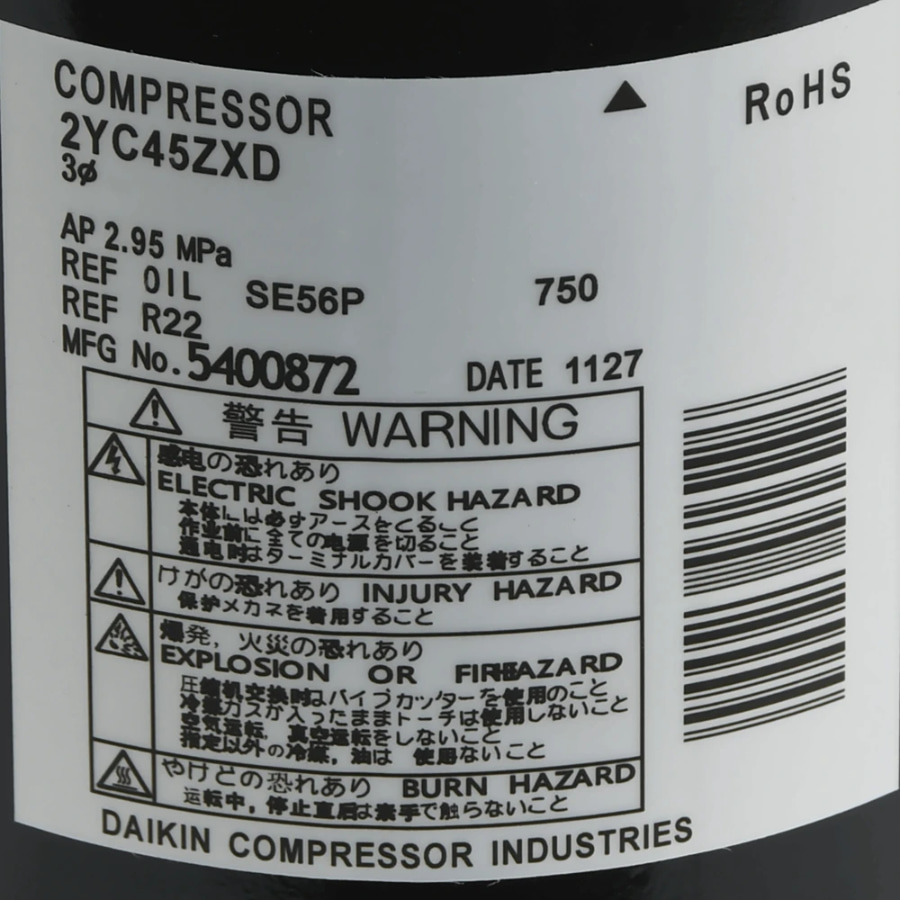 COMPRESSOR
RoHS
2YC45ZXD
3ø
AP 2.95 MPa
REF OIL SE56P 750
REF R22
MFG No. 5400872 DATE 1127
警告 WARNING
感电の恐れあり
ELECTRIC SHOOK HAZARD
本体には必ずアースをとること
作业前に全ての电源を切ること
通电时はターミナルカバーを装着すること
けがの恐れあり INJURY HAZARD
保护メカネを着用すること
爆発，火災の恐れあり
EXPLOSION OR FIRE HAZARD
圧縮机交换时はパイプカッターを使用のこと
冷媒ガスが入ったままトーチは使用しないこと
空気运転，真空运転をしないこと
指定以外の冷媒，油は 使用ないこと
やけどの恐れあり BURN HAZARD
运転中，停止直后は素手で触らないこと
DAIKIN COMPRESSOR INDUSTRIES